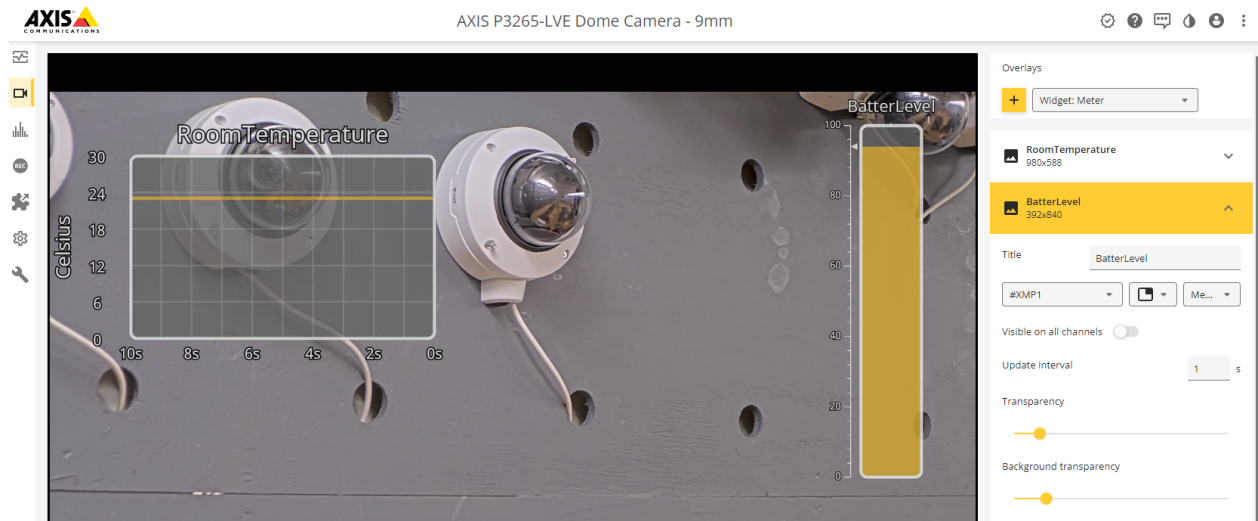 AXIS
COMMUNICATIONS
AXIS P3265-LVE Dome Camera - 9mm
REC
RoomTemperature
30
24
18
12
6
0
Celsius
10s 8s 6s 4s 2s 0s
BatterLevel
100
80
60
40
20
0
Overlays
+ Widget: Meter
RoomTemperature
980x588
BatterLevel
392x840
Title BatterLevel
#XMP1 Me...
Visible on all channels
Update interval 1 s
Transparency
Background transparency